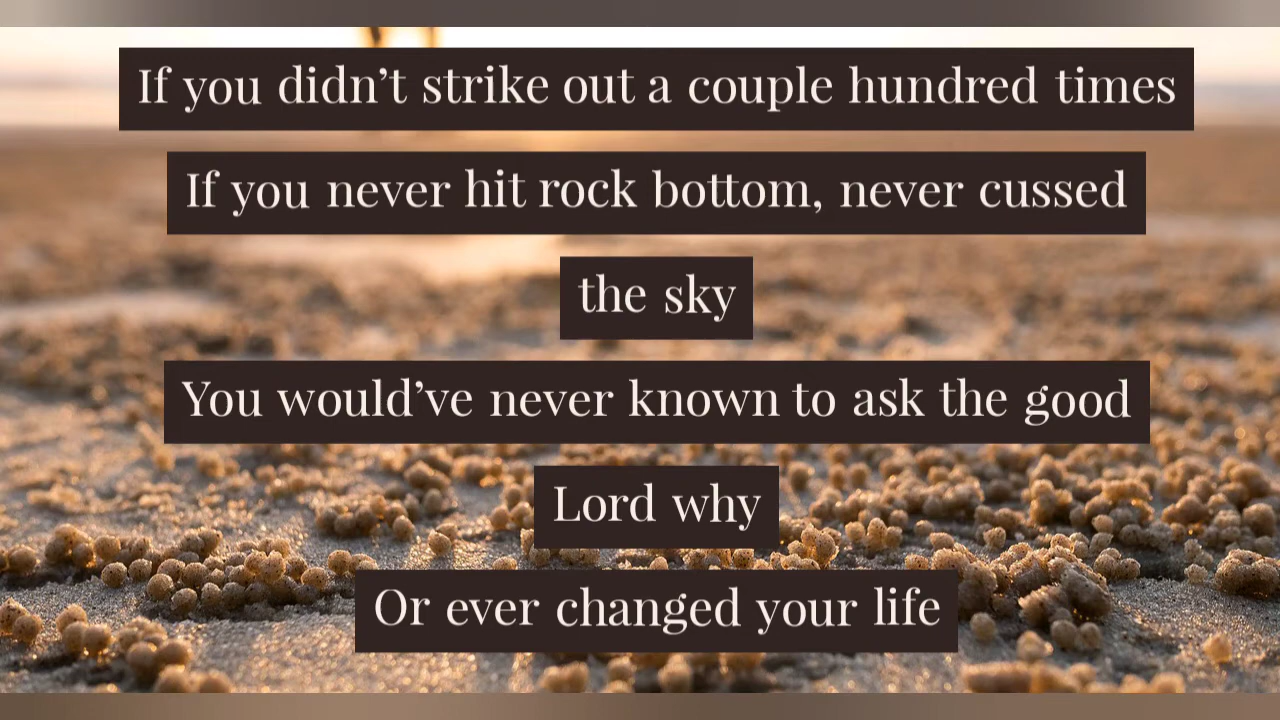 If you didn’t strike out a couple hundred times
If you never hit rock bottom, never cussed
the sky
You would’ve never known to ask the good
Lord why
Or ever changed your life